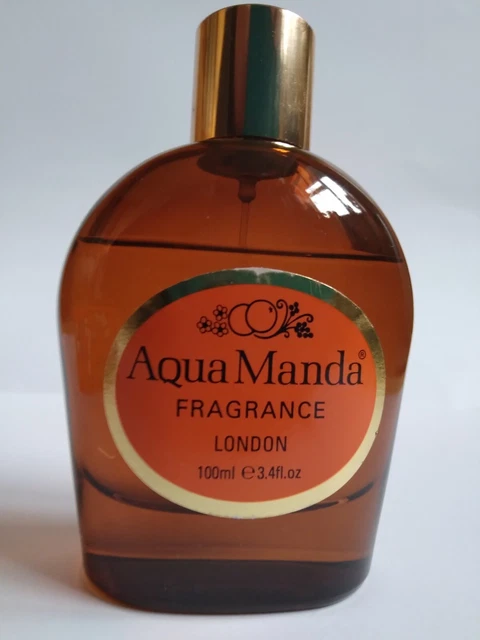 Aqua Manda®
FRAGRANCE
LONDON
100ml ℮ 3.4fl.oz